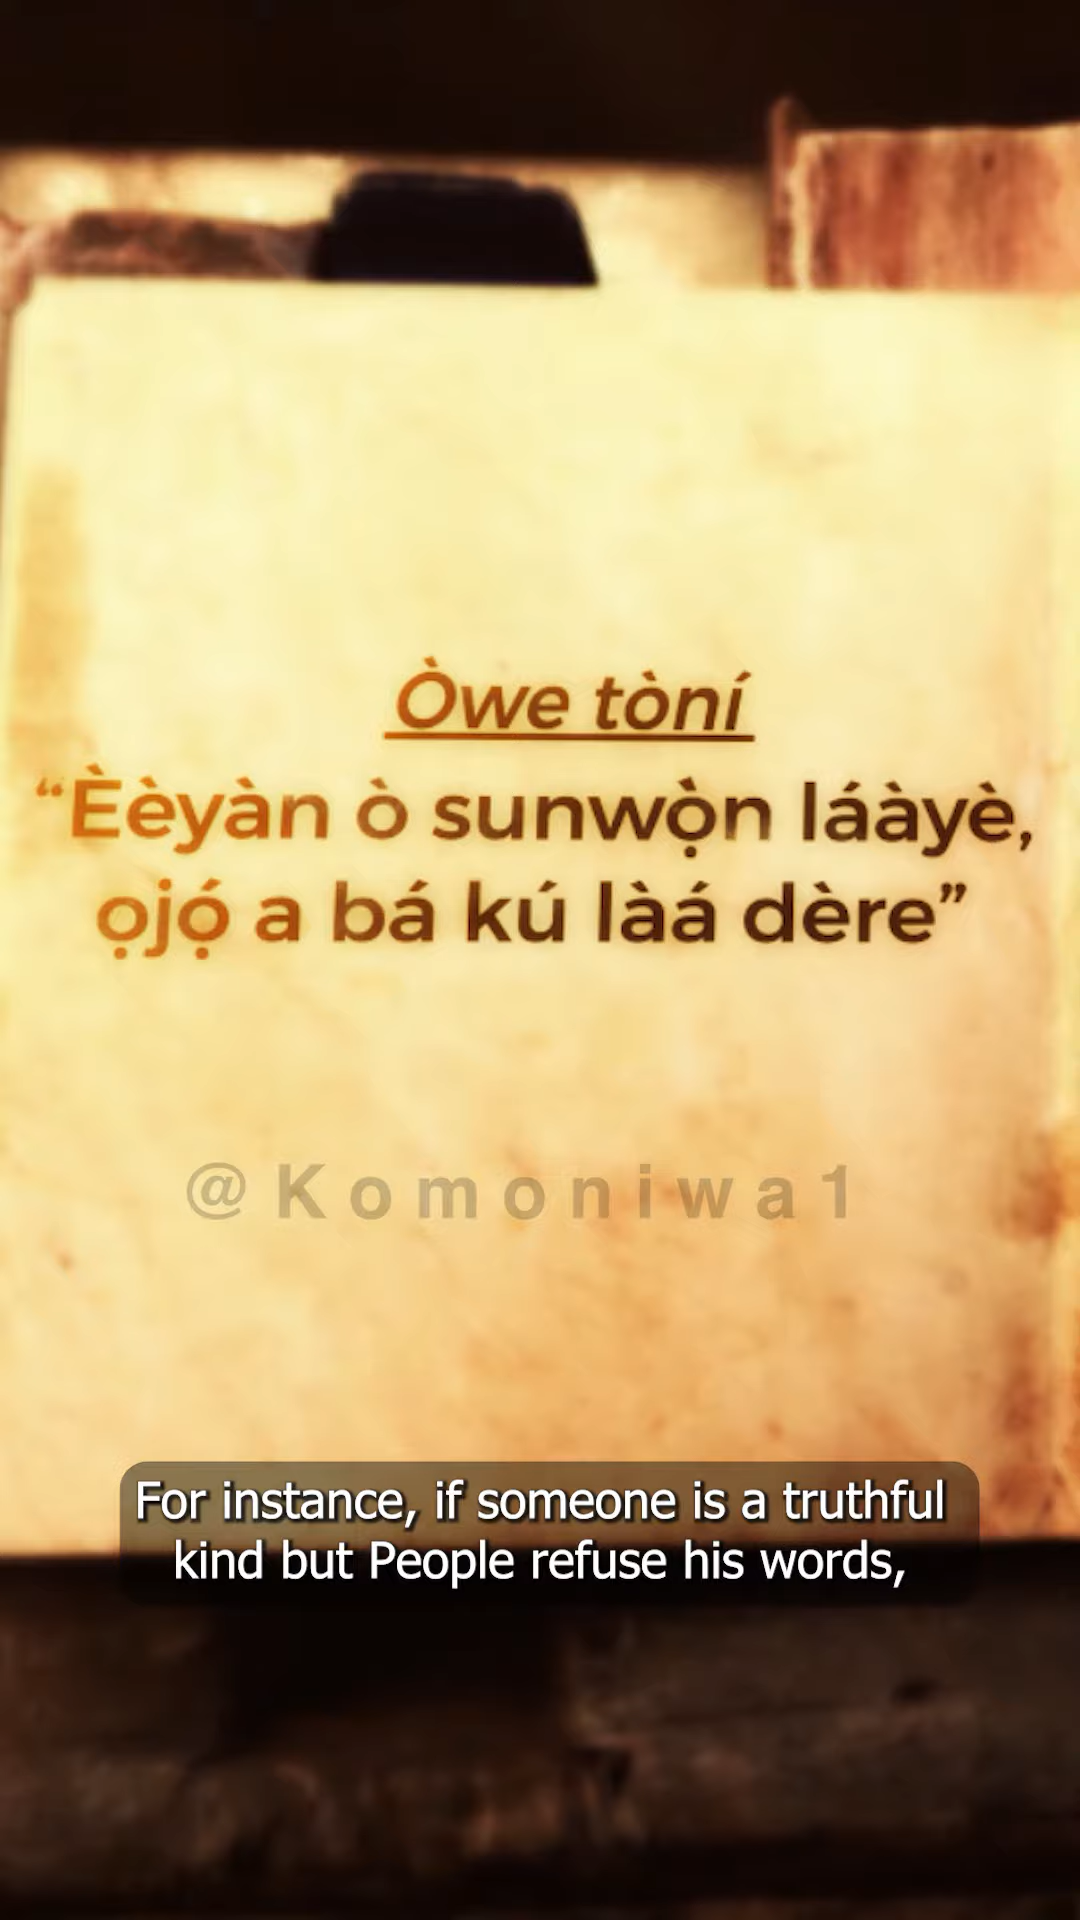 Òwe tòní
“Èèyàn ò sunwọ̀n láàyè,
ọjọ́ a bá kú làá dère”
@Komoniwa1
For instance, if someone is a truthful
kind but People refuse his words,